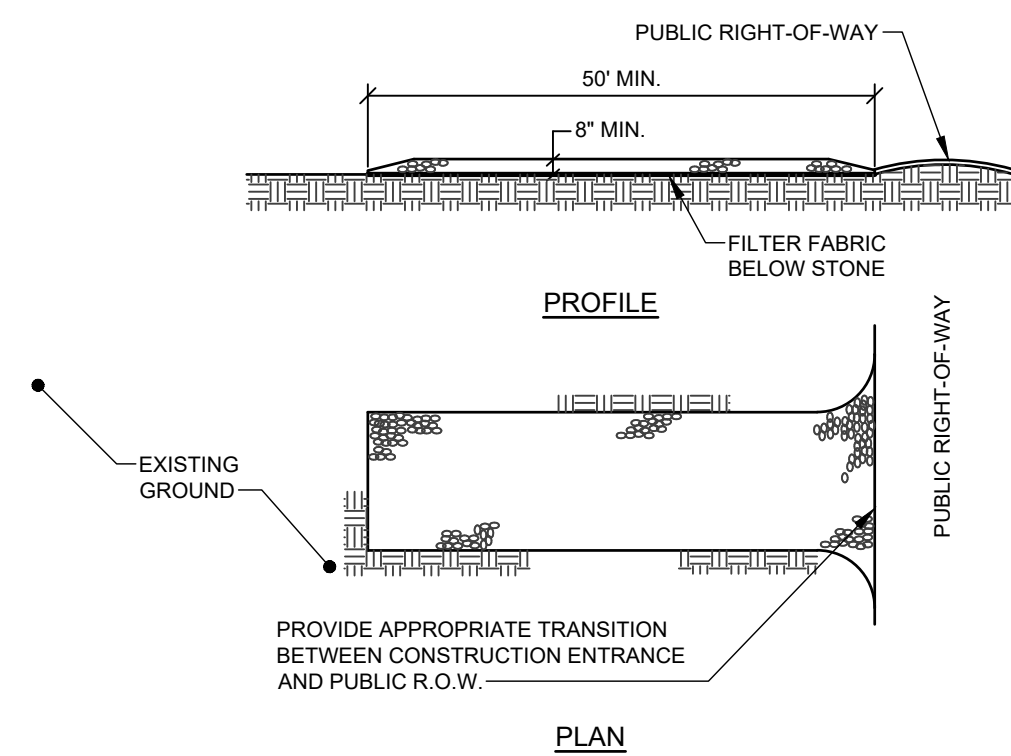 PUBLIC RIGHT-OF-WAY
50' MIN.
8" MIN.
FILTER FABRIC
BELOW STONE
PROFILE
PUBLIC RIGHT-OF-WAY
EXISTING
GROUND
PROVIDE APPROPRIATE TRANSITION
BETWEEN CONSTRUCTION ENTRANCE
AND PUBLIC R.O.W.
PLAN